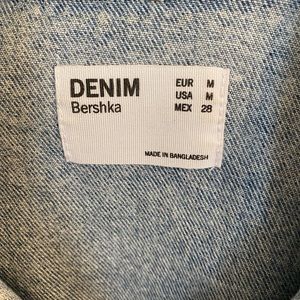 DENIM
Bershka
EUR M
USA M
MEX 28
MADE IN BANGLADESH